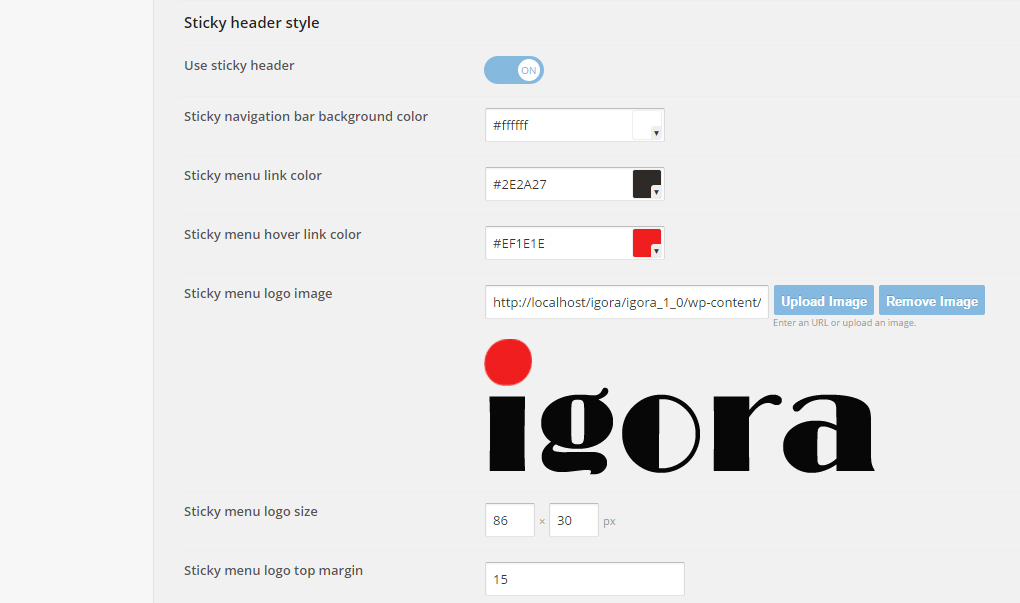 Sticky header style
Use sticky header
ON
Sticky navigation bar background color
#ffffff
Sticky menu link color
#2E2A27
Sticky menu hover link color
#EF1E1E
Sticky menu logo image
http://localhost/igora/igora_1_0/wp-content/
Upload Image
Remove Image
Enter an URL or upload an image.
igora
Sticky menu logo size
86 × 30 px
Sticky menu logo top margin
15